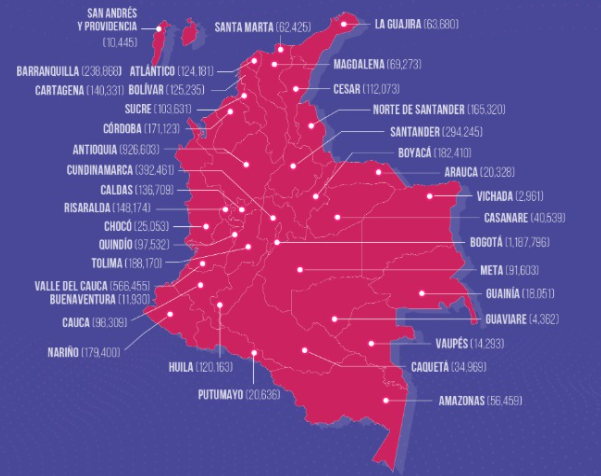 SAN ANDRÉS
Y PROVIDENCIA
(10,445)
SANTA MARTA (62,425)
LA GUAJIRA (63,680)
BARRANQUILLA (238,668)
ATLÁNTICO (124,181)
MAGDALENA (69,273)
CARTAGENA (140,331)
BOLÍVAR (125,235)
CESAR (112,073)
SUCRE (103,631)
NORTE DE SANTANDER (165,320)
CÓRDOBA (171,123)
SANTANDER (294,245)
ANTIOQUIA (926,603)
BOYACÁ (182,410)
CUNDINAMARCA (392,461)
ARAUCA (20,328)
CALDAS (136,709)
VICHADA (2,961)
RISARALDA (148,174)
CASANARE (40,539)
CHOCÓ (25,053)
QUINDÍO (97,532)
BOGOTÁ (1,187,796)
TOLIMA (188,170)
META (91,603)
VALLE DEL CAUCA (566,455)
BUENAVENTURA (11,930)
GUAINÍA (18,051)
CAUCA (98,309)
GUAVIARE (4,362)
NARIÑO (179,400)
VAUPÉS (14,293)
HUILA (120,163)
CAQUETÁ (34,969)
PUTUMAYO (20,636)
AMAZONAS (56,459)